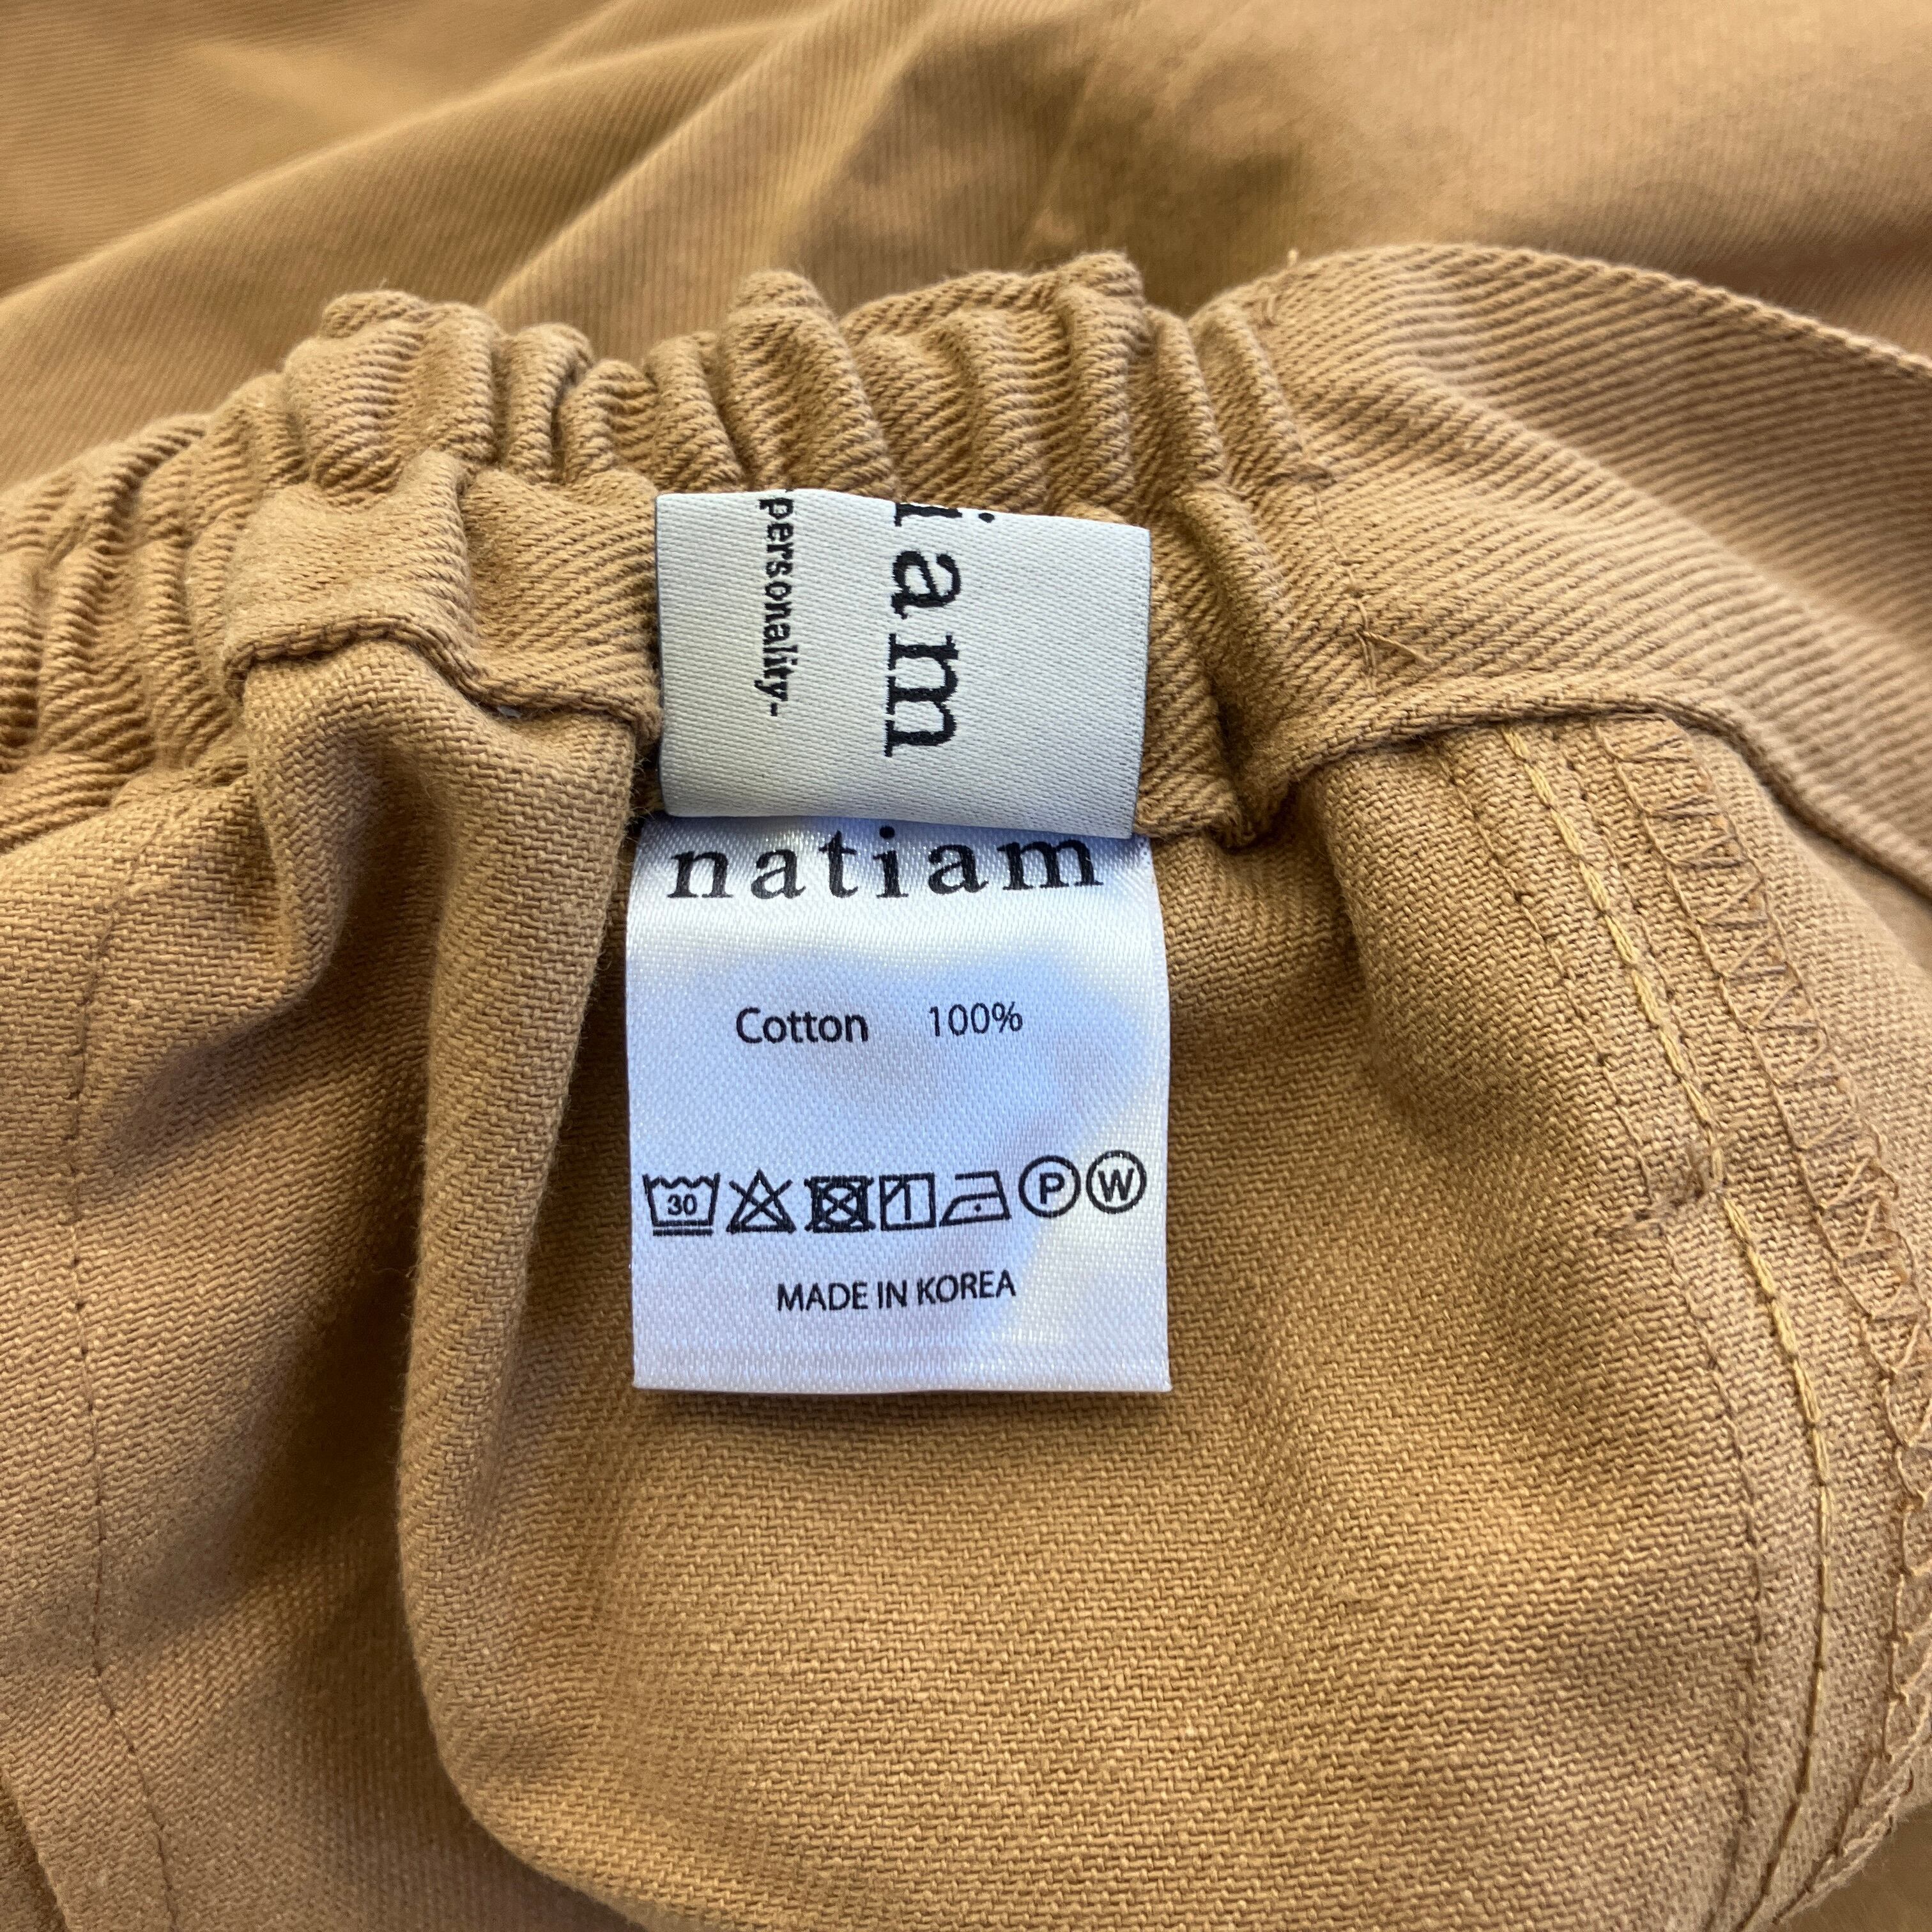 iam
personality-
natiam
Cotton 100%
30
P W
MADE IN KOREA